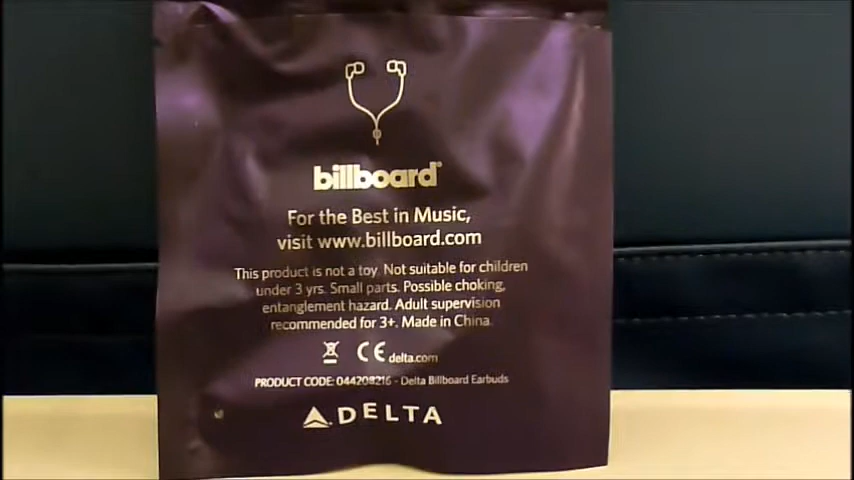 billboard®
For the Best in Music,
visit www.billboard.com
This product is not a toy. Not suitable for children
under 3 yrs. Small parts. Possible choking,
entanglement hazard. Adult supervision
recommended for 3+. Made in China.
CE delta.com
PRODUCT CODE: 044208216 - Delta Billboard Earbuds
DELTA